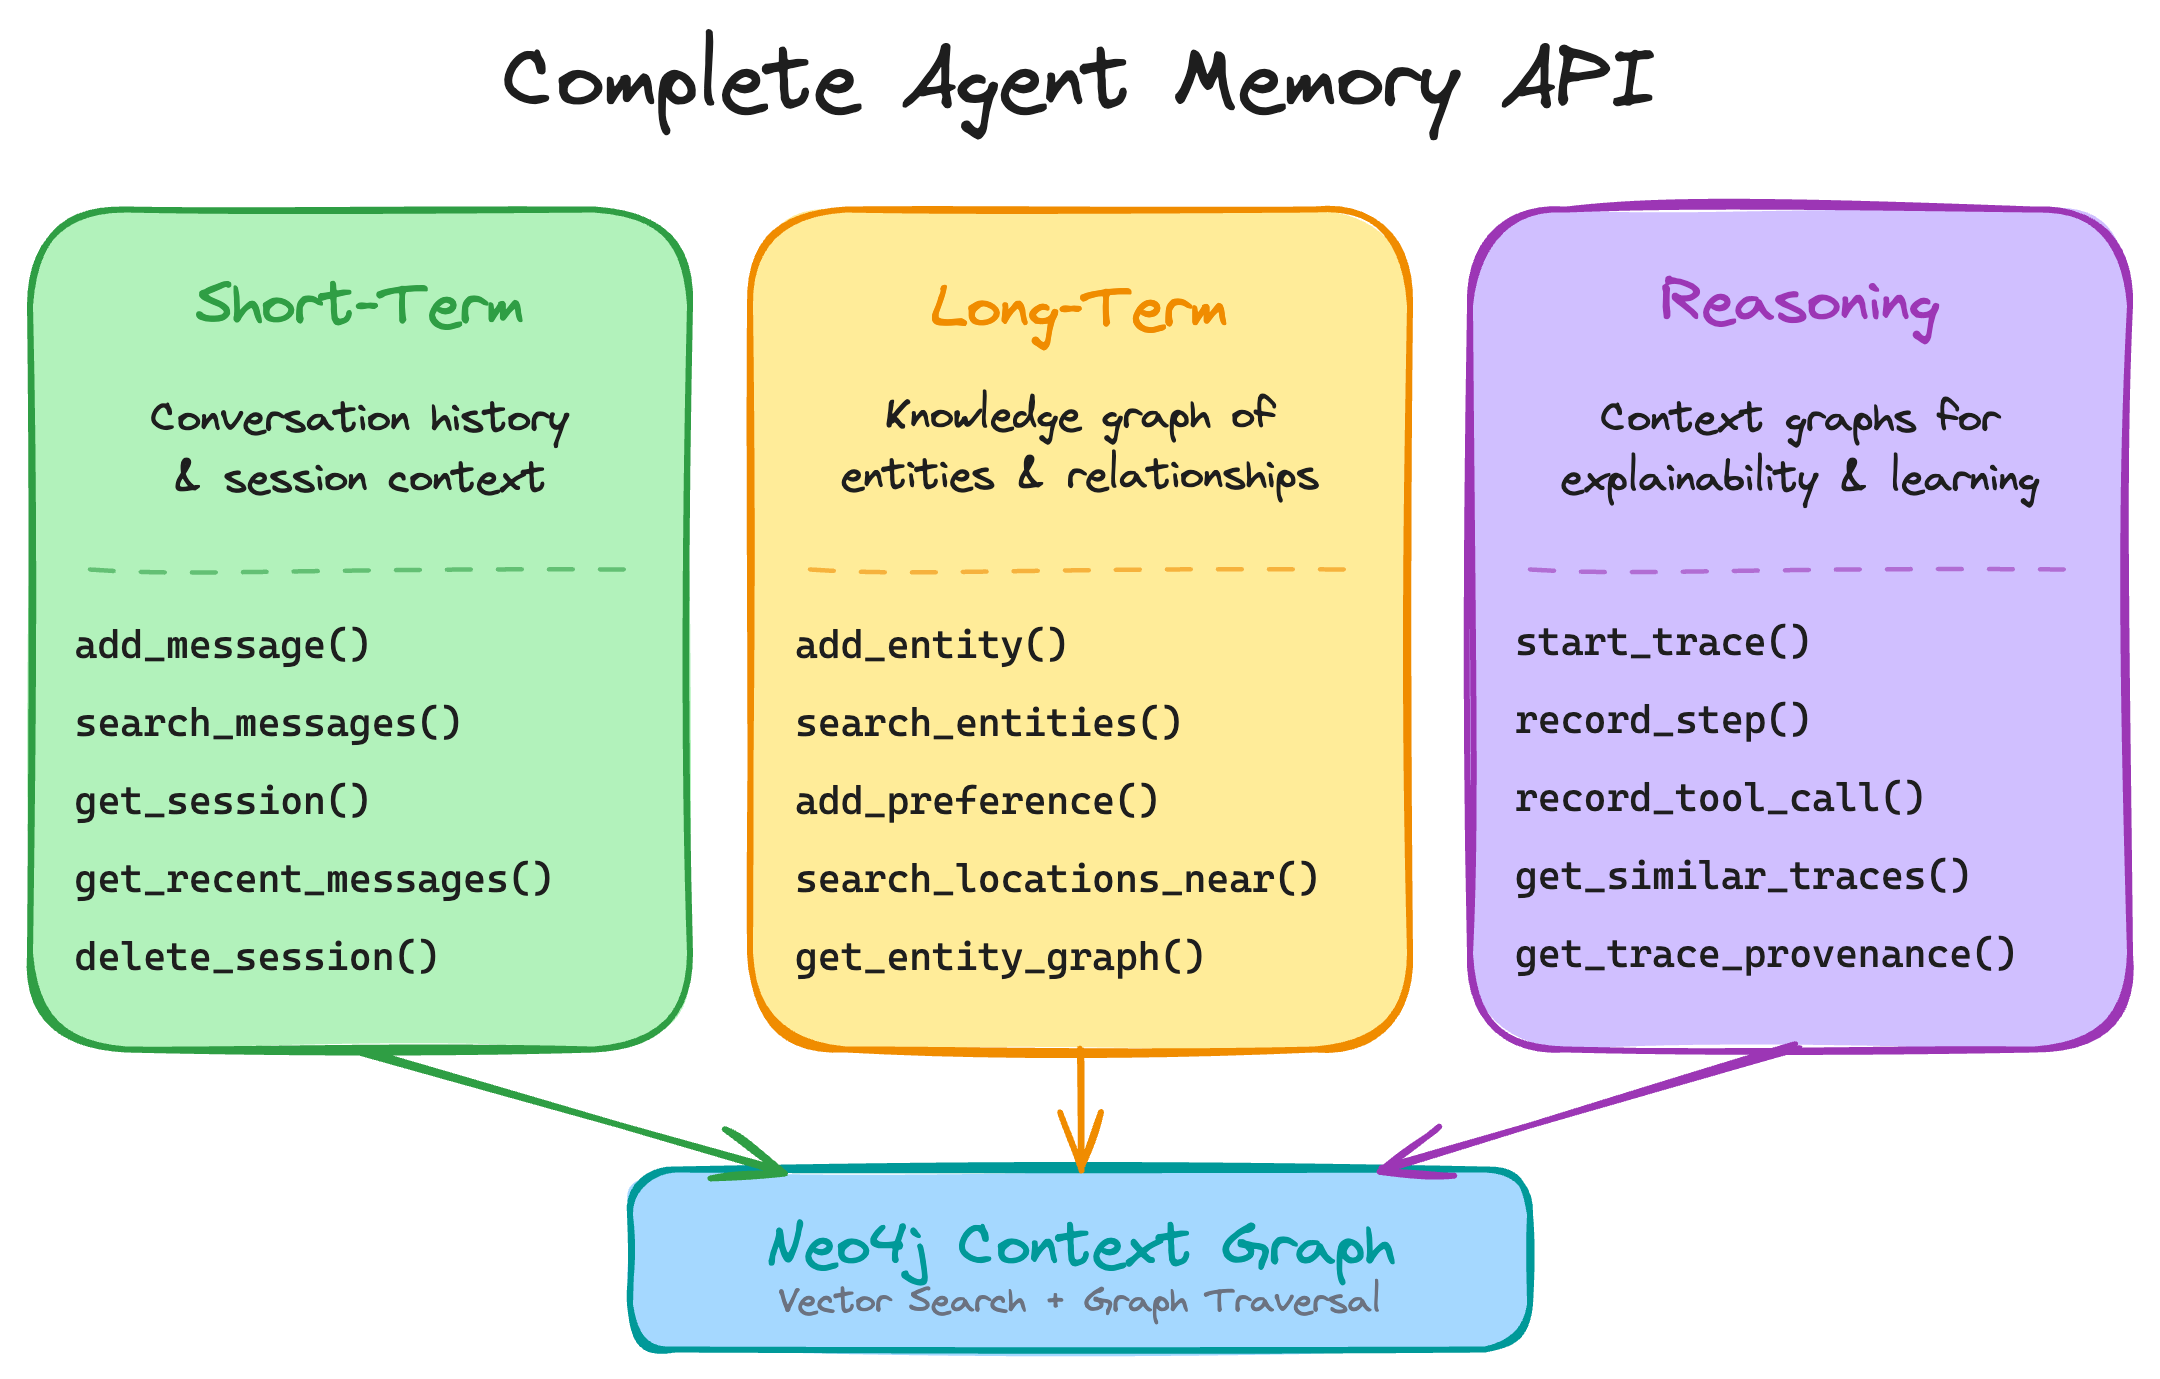 Complete Agent Memory API
Short-Term
Conversation history
& session context
add_message()
search_messages()
get_session()
get_recent_messages()
delete_session()
Long-Term
Knowledge graph of
entities & relationships
add_entity()
search_entities()
add_preference()
search_locations_near()
get_entity_graph()
Reasoning
Context graphs for
explainability & learning
start_trace()
record_step()
record_tool_call()
get_similar_traces()
get_trace_provenance()
Neo4j Context Graph
Vector Search + Graph Traversal